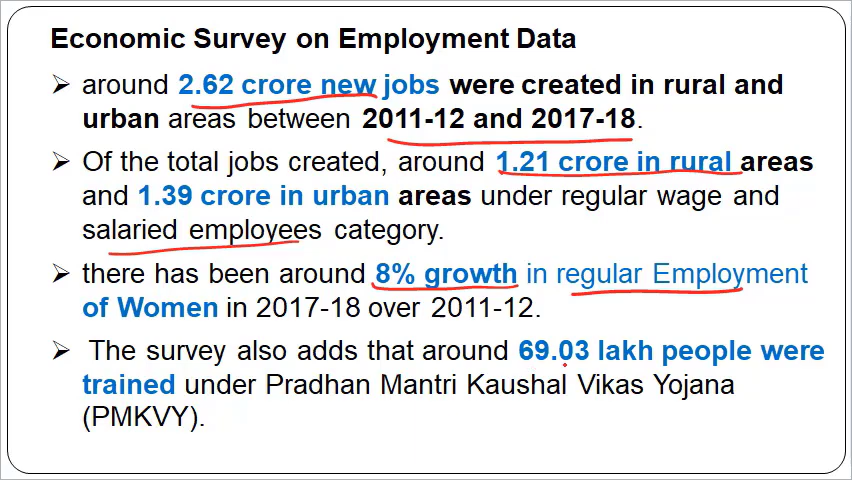 Economic Survey on Employment Data
➢ around 2.62 crore new jobs were created in rural and
urban areas between 2011-12 and 2017-18.
➢ Of the total jobs created, around 1.21 crore in rural areas
and 1.39 crore in urban areas under regular wage and
salaried employees category.
➢ there has been around 8% growth in regular Employment
of Women in 2017-18 over 2011-12.
➢ The survey also adds that around 69.03 lakh people were
trained under Pradhan Mantri Kaushal Vikas Yojana
(PMKVY).